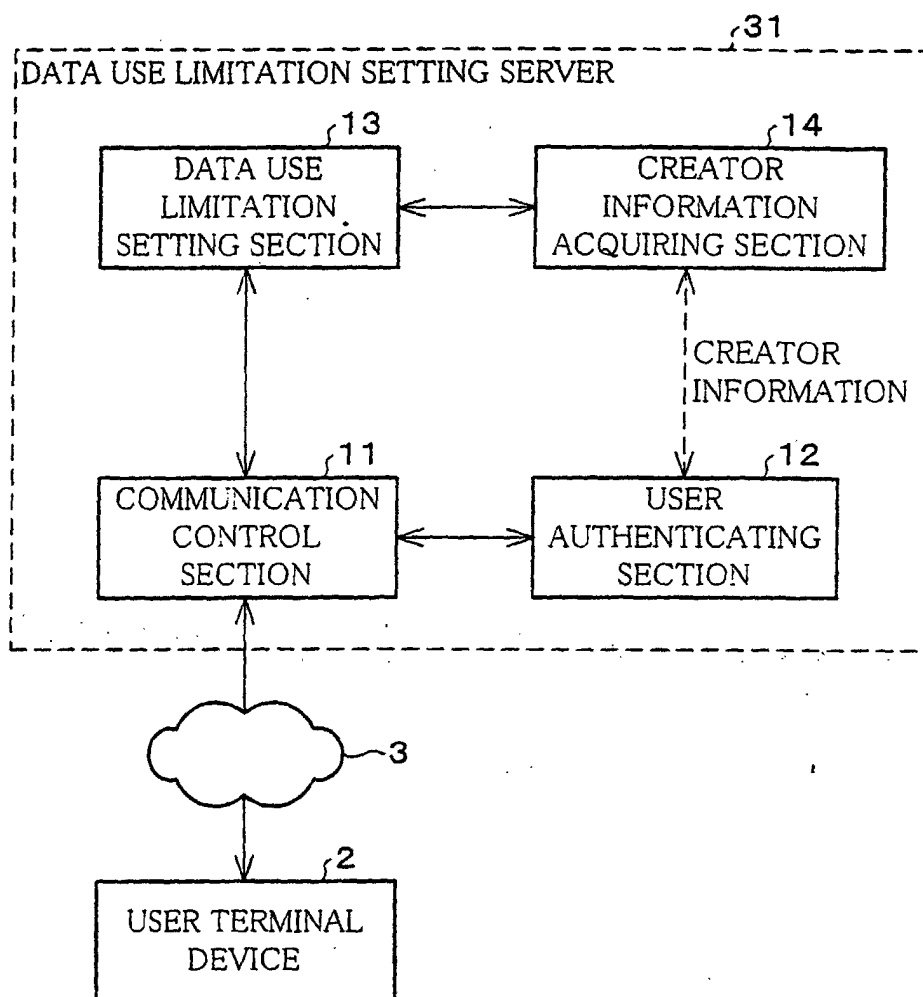 31
DATA USE LIMITATION SETTING SERVER
13
DATA USE
LIMITATION
SETTING SECTION
14
CREATOR
INFORMATION
ACQUIRING SECTION
CREATOR
INFORMATION
11
COMMUNICATION
CONTROL
SECTION
12
USER
AUTHENTICATING
SECTION
3
2
USER TERMINAL
DEVICE